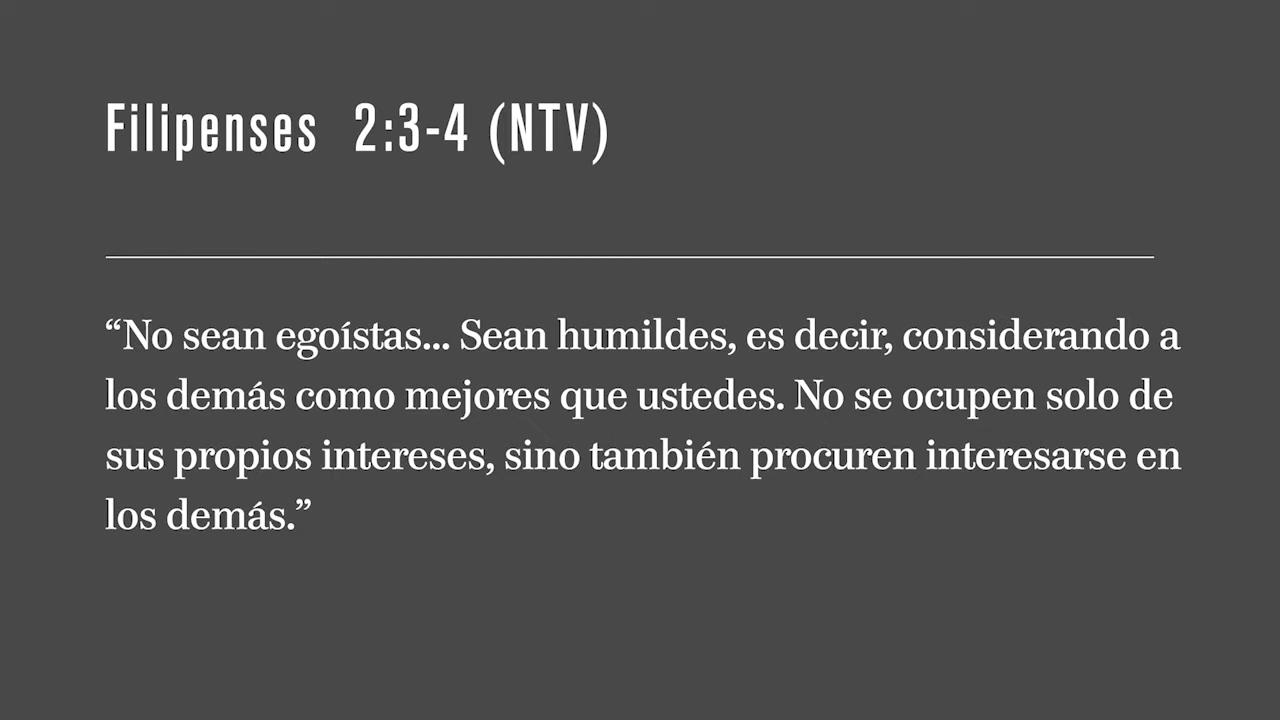 Filipenses 2:3-4 (NTV)
“No sean egoístas... Sean humildes, es decir, considerando a
los demás como mejores que ustedes. No se ocupen solo de
sus propios intereses, sino también procuren interesarse en
los demás.”